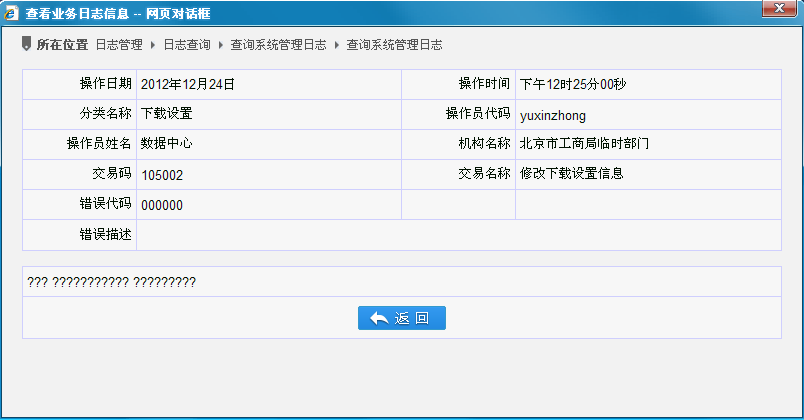 查看业务日志信息 -- 网页对话框
所在位置 日志管理 日志查询 查询系统管理日志 查询系统管理日志
操作日期 2012年12月24日 操作时间 下午12时25分00秒
分类名称 下载设置 操作员代码 yuxinzhong
操作员姓名 数据中心 机构名称 北京市工商局临时部门
交易码 105002 交易名称 修改下载设置信息
错误代码 000000
错误描述
??? ??????????? ?????????
返 回